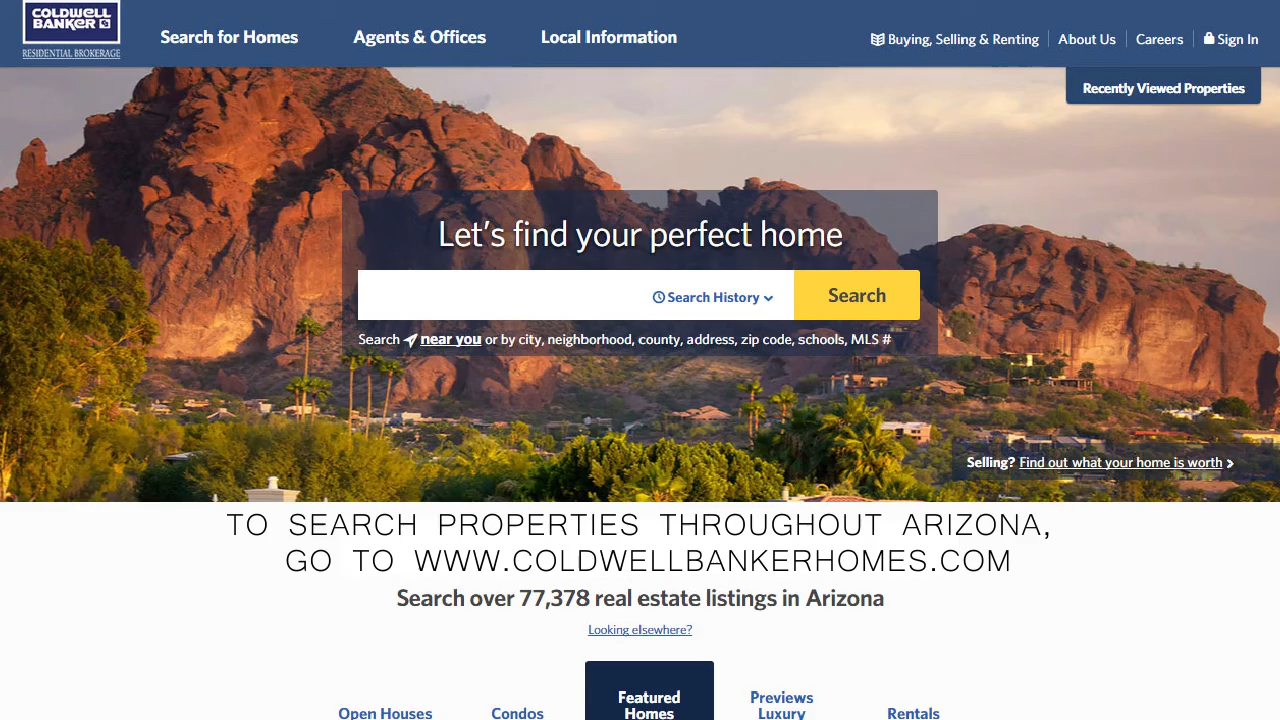 COLDWELL
BANKER
RESIDENTIAL BROKERAGE
Search for Homes
Agents & Offices
Local Information
Buying, Selling & Renting
About Us
Careers
Sign In
Recently Viewed Properties
Let's find your perfect home
Search History
Search
Search near you or by city, neighborhood, county, address, zip code, schools, MLS #
Selling? Find out what your home is worth
TO SEARCH PROPERTIES THROUGHOUT ARIZONA,
GO TO WWW.COLDWELLBANKERHOMES.COM
Search over 77,378 real estate listings in Arizona
Looking elsewhere?
Open Houses
Condos
Featured
Homes
Previews
Luxury
Rentals